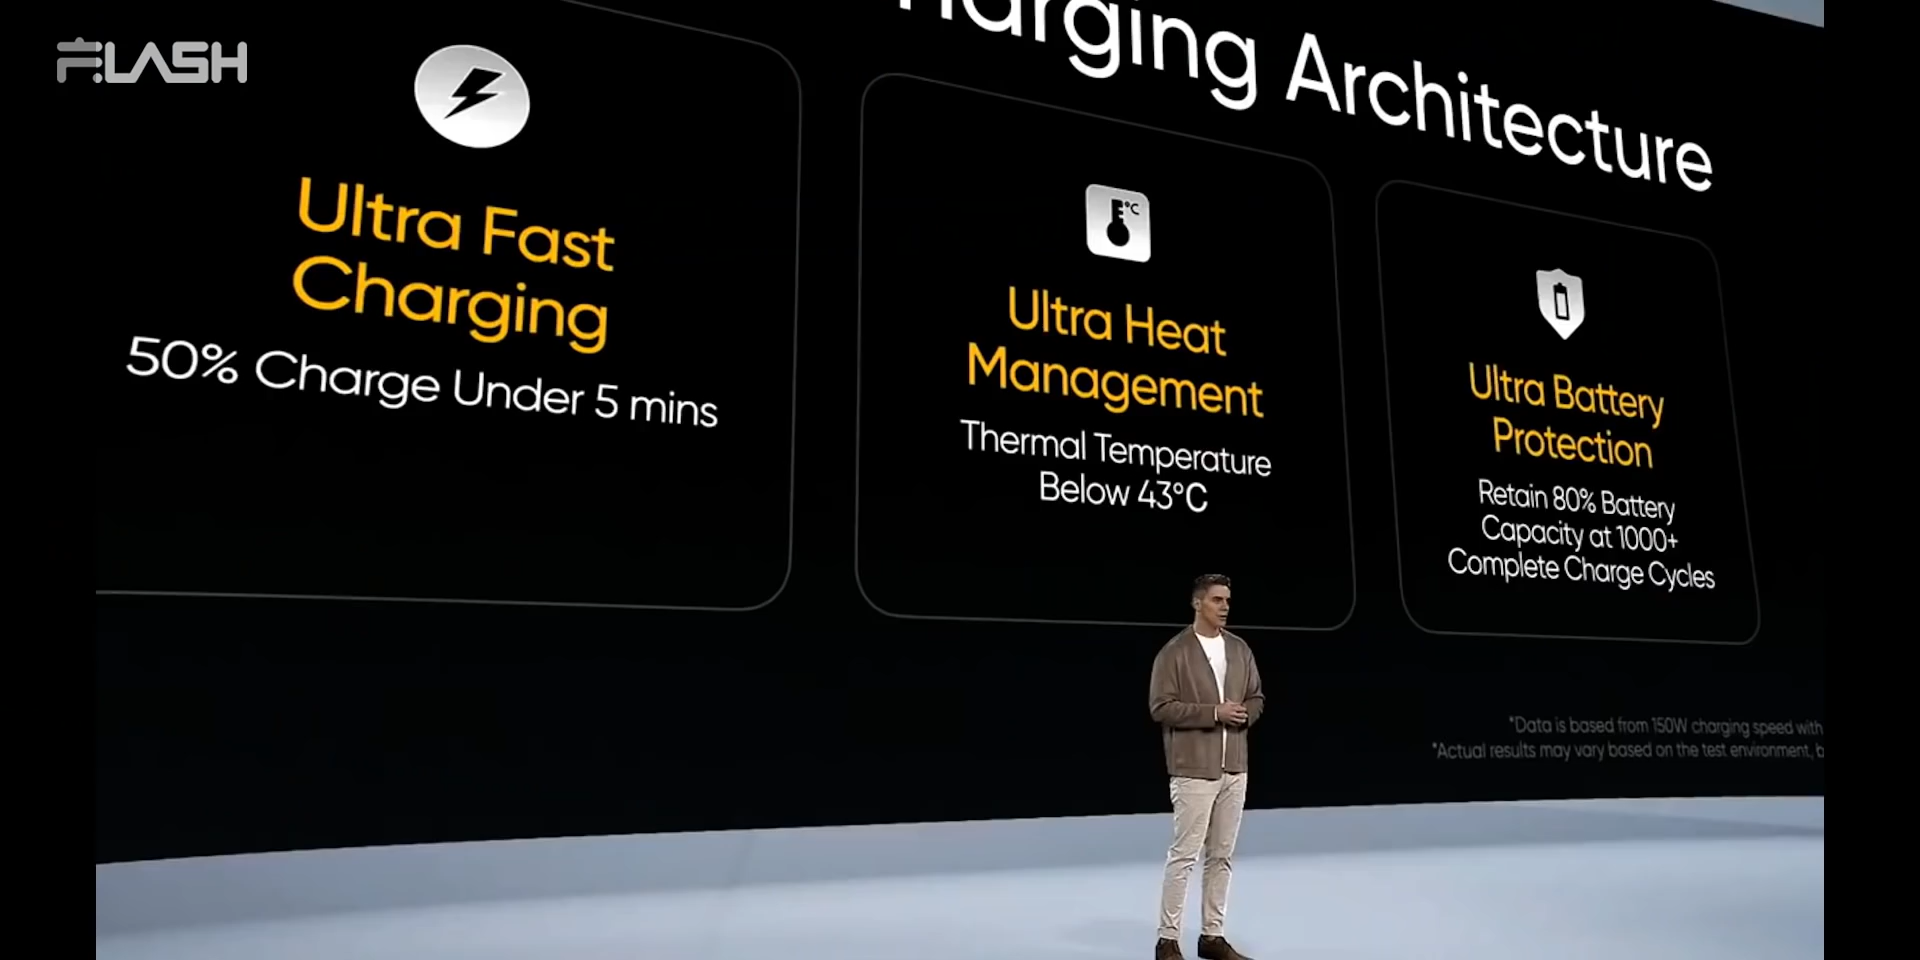 FLASH
harging Architecture
Ultra Fast
Charging
50% Charge Under 5 mins
°C
Ultra Heat
Management
Thermal Temperature
Below 43°C
Ultra Battery
Protection
Retain 80% Battery
Capacity at 1000+
Complete Charge Cycles
*Data is based from 150W charging speed with
*Actual results may vary based on the test environment, b